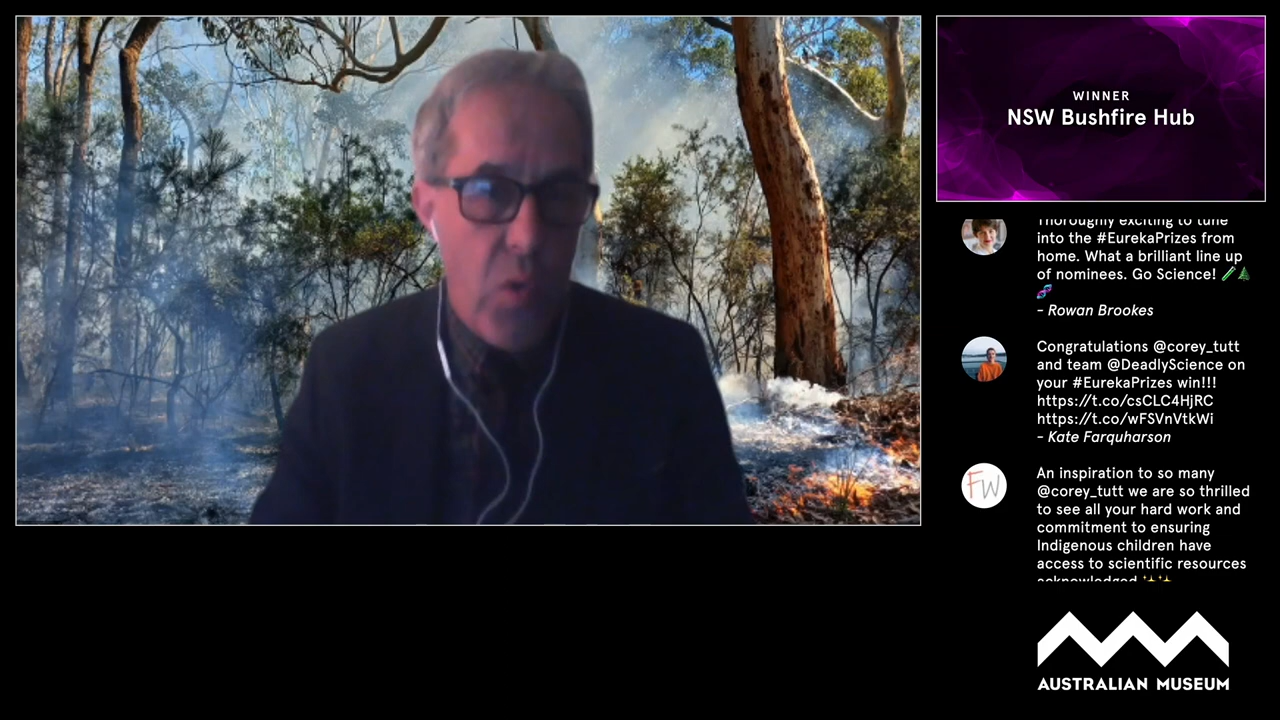 WINNER
NSW Bushfire Hub
Thoroughly exciting to tune
into the #EurekaPrizes from
home. What a brilliant line up
of nominees. Go Science!
- Rowan Brookes
Congratulations @corey_tutt
and team @DeadlyScience on
your #EurekaPrizes win!!!
https://t.co/csCLC4HjRC
https://t.co/wFSVnVtkWi
- Kate Farquharson
FW
An inspiration to so many
@corey_tutt we are so thrilled
to see all your hard work and
commitment to ensuring
Indigenous children have
access to scientific resources
acknowledged
AUSTRALIAN MUSEUM